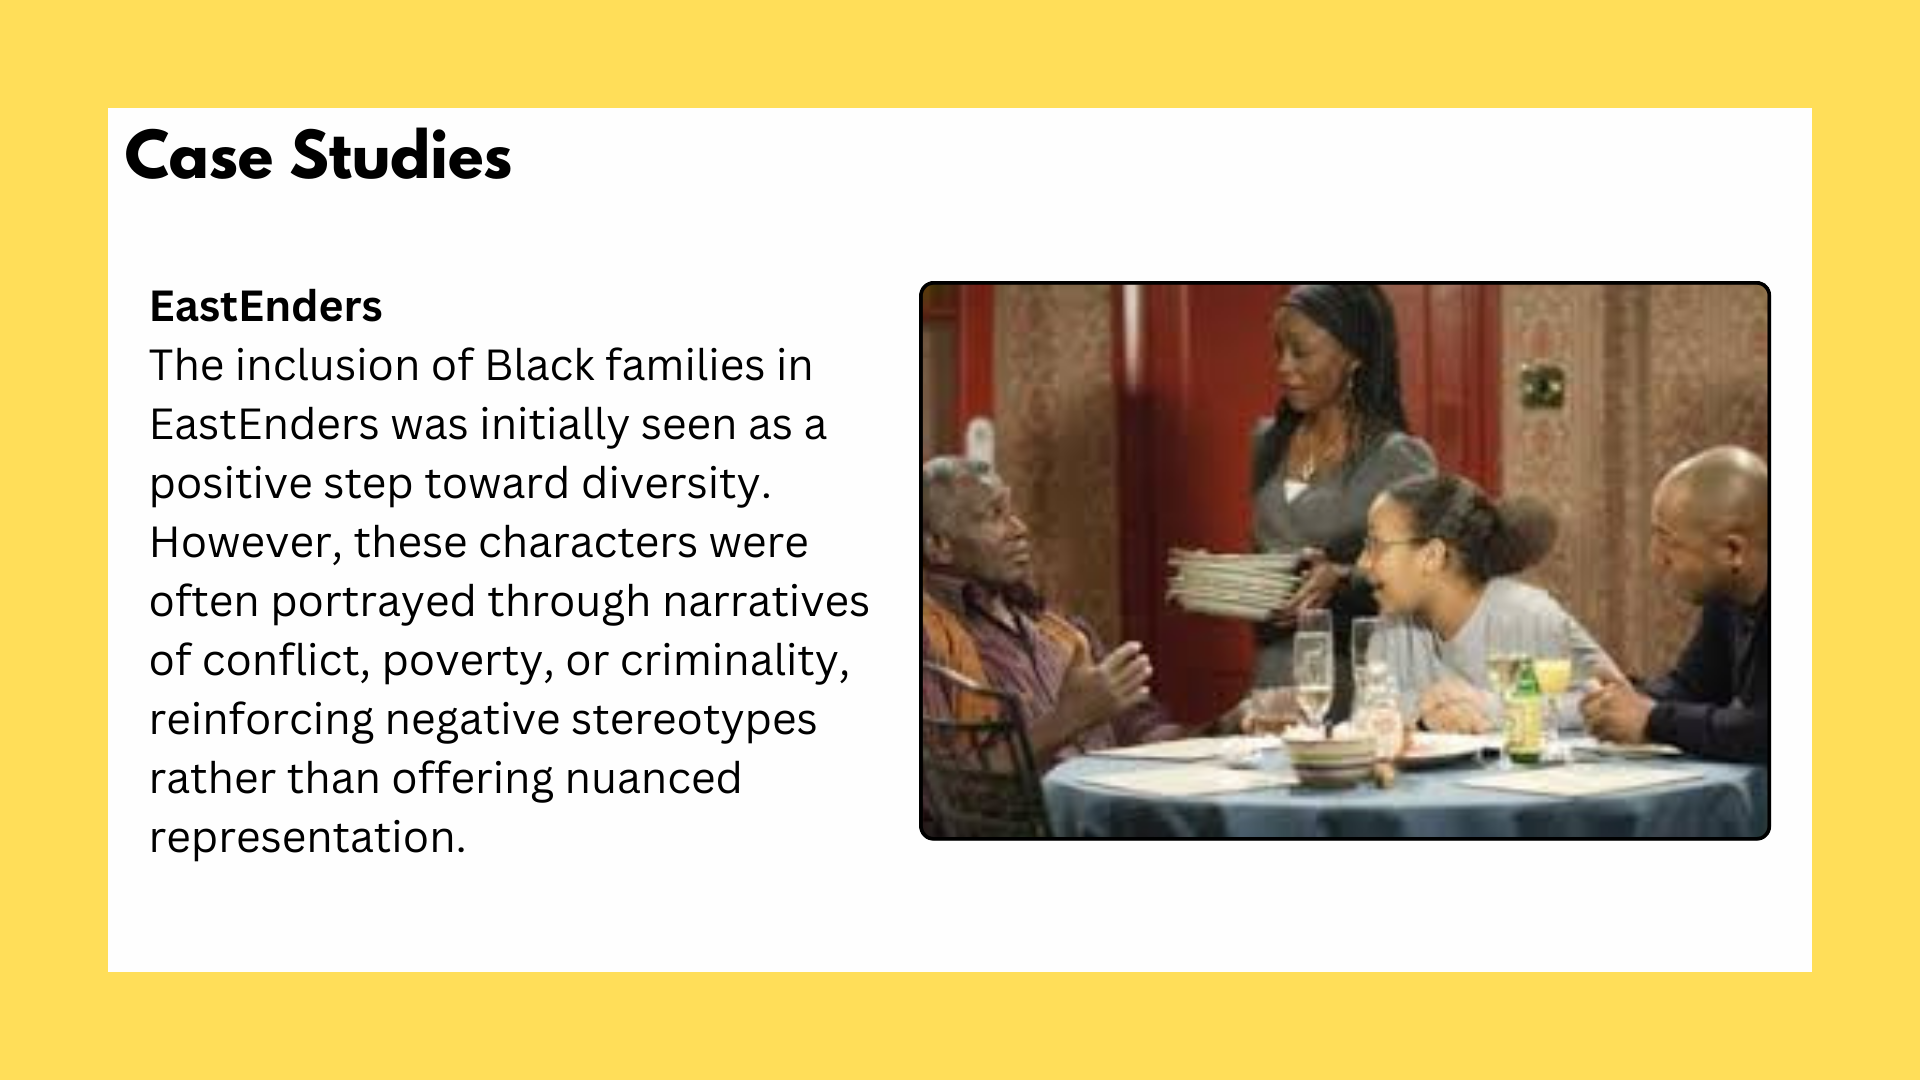 Case Studies
EastEnders
The inclusion of Black families in
EastEnders was initially seen as a
positive step toward diversity.
However, these characters were
often portrayed through narratives
of conflict, poverty, or criminality,
reinforcing negative stereotypes
rather than offering nuanced
representation.